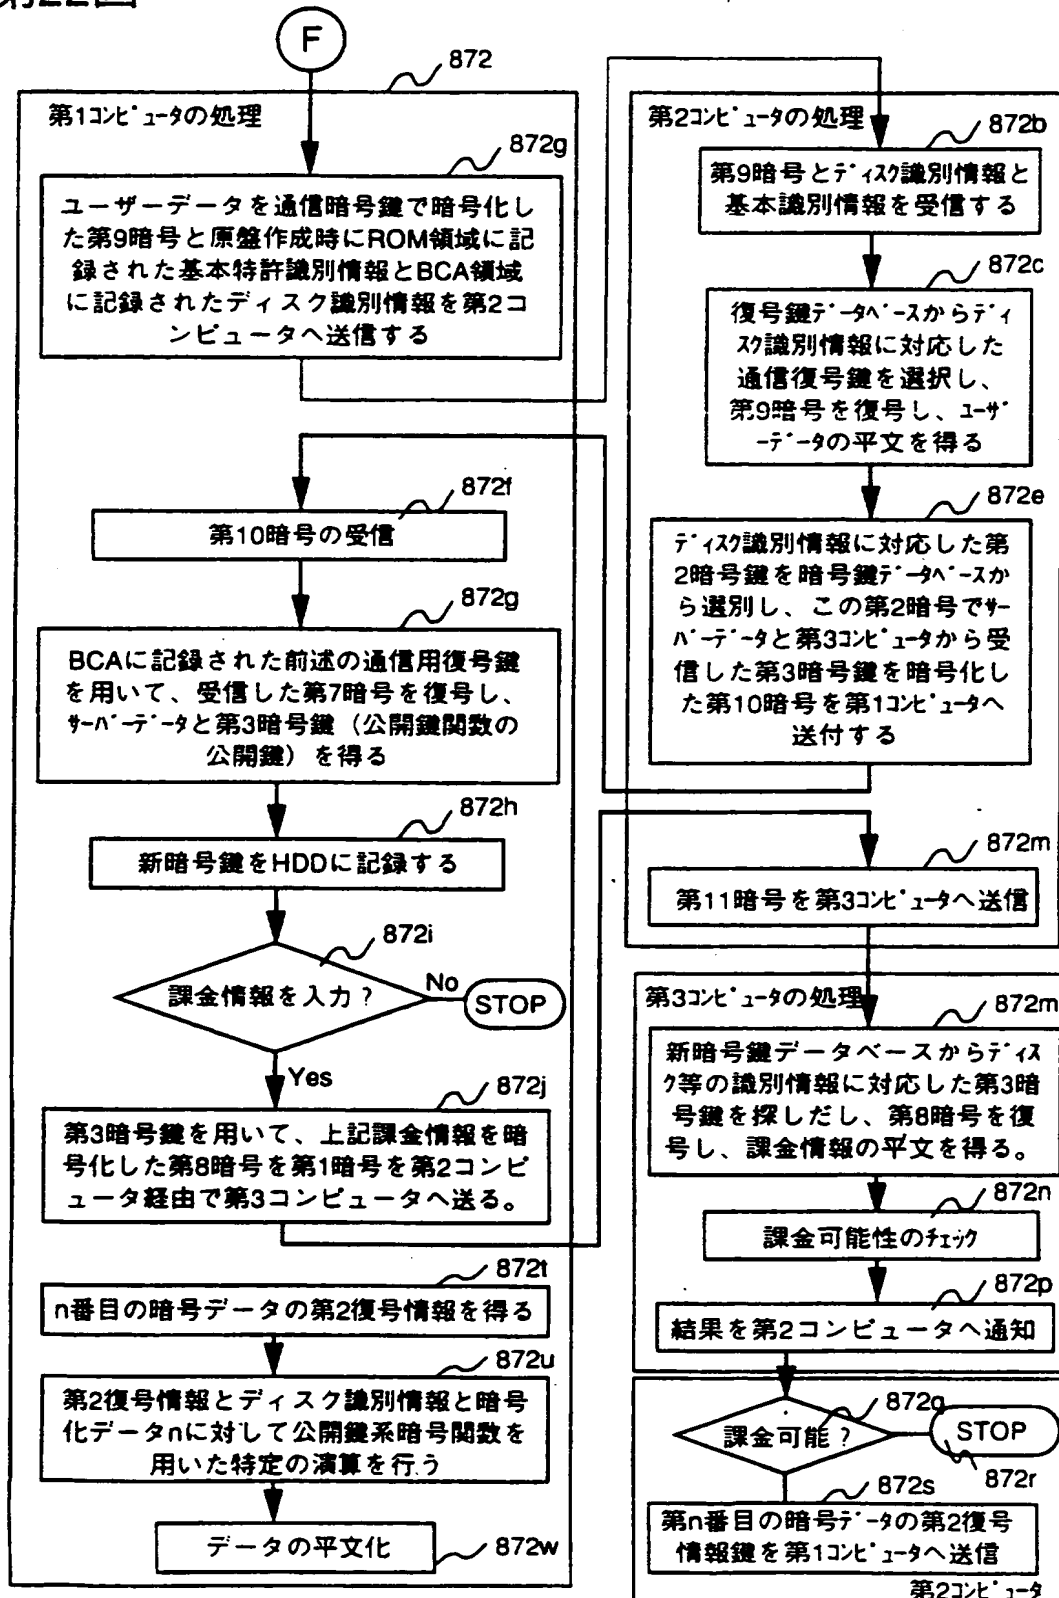 第22図
F
872
第1ｺﾝﾋﾟｭｰﾀの処理
872g
ユーザーデータを通信暗号鍵で暗号化し
た第9暗号と原盤作成時にROM領域に記
録された基本特許識別情報とBCA領域
に記録されたディスク識別情報を第2コ
ンピュータへ送信する
872f
第10暗号の受信
872g
BCAに記録された前述の通信用復号鍵
を用いて、受信した第7暗号を復号し、
ｻｰﾊﾞｰﾃﾞｰﾀと第3暗号鍵（公開鍵関数の
公開鍵）を得る
872h
新暗号鍵をHDDに記録する
872i
課金情報を入力？
No
STOP
Yes
872j
第3暗号鍵を用いて、上記課金情報を暗
号化した第8暗号を第1暗号を第2コンピ
ュータ経由で第3コンピュータへ送る。
872t
n番目の暗号データの第2復号情報を得る
872u
第2復号情報とディスク識別情報と暗号
化データnに対して公開鍵系暗号関数を
用いた特定の演算を行う
データの平文化
872w
第2ｺﾝﾋﾟｭｰﾀの処理
872b
第9暗号とﾃﾞｨｽｸ識別情報と
基本識別情報を受信する
872c
復号鍵ﾃﾞｰﾀﾍﾞｰｽからﾃﾞｨ
ｽｸ識別情報に対応した
通信復号鍵を選択し、
第9暗号を復号し、ﾕｰｻﾞ
ｰﾃﾞｰﾀの平文を得る
872e
ﾃﾞｨｽｸ識別情報に対応した第
2暗号鍵を暗号鍵ﾃﾞｰﾀﾍﾞｰｽか
ら選別し、この第2暗号でｻｰ
ﾊﾞｰﾃﾞｰﾀと第3ｺﾝﾋﾟｭｰﾀから受
信した第3暗号鍵を暗号化し
た第10暗号を第1ｺﾝﾋﾟｭｰﾀへ
送付する
872m
第11暗号を第3ｺﾝﾋﾟｭｰﾀへ送信
第3ｺﾝﾋﾟｭｰﾀの処理
872m
新暗号鍵データベースからﾃﾞｨｽ
ｸ等の識別情報に対応した第3暗
号鍵を探しだし、第8暗号を復
号し、課金情報の平文を得る。
872n
課金可能性のﾁｪｯｸ
872p
結果を第2コンピュータへ通知
872q
課金可能？
STOP
872r
872s
第n番目の暗号ﾃﾞｰﾀの第2復号
情報鍵を第1ｺﾝﾋﾟｭｰﾀへ送信
第2ｺﾝﾋﾟｭｰﾀ